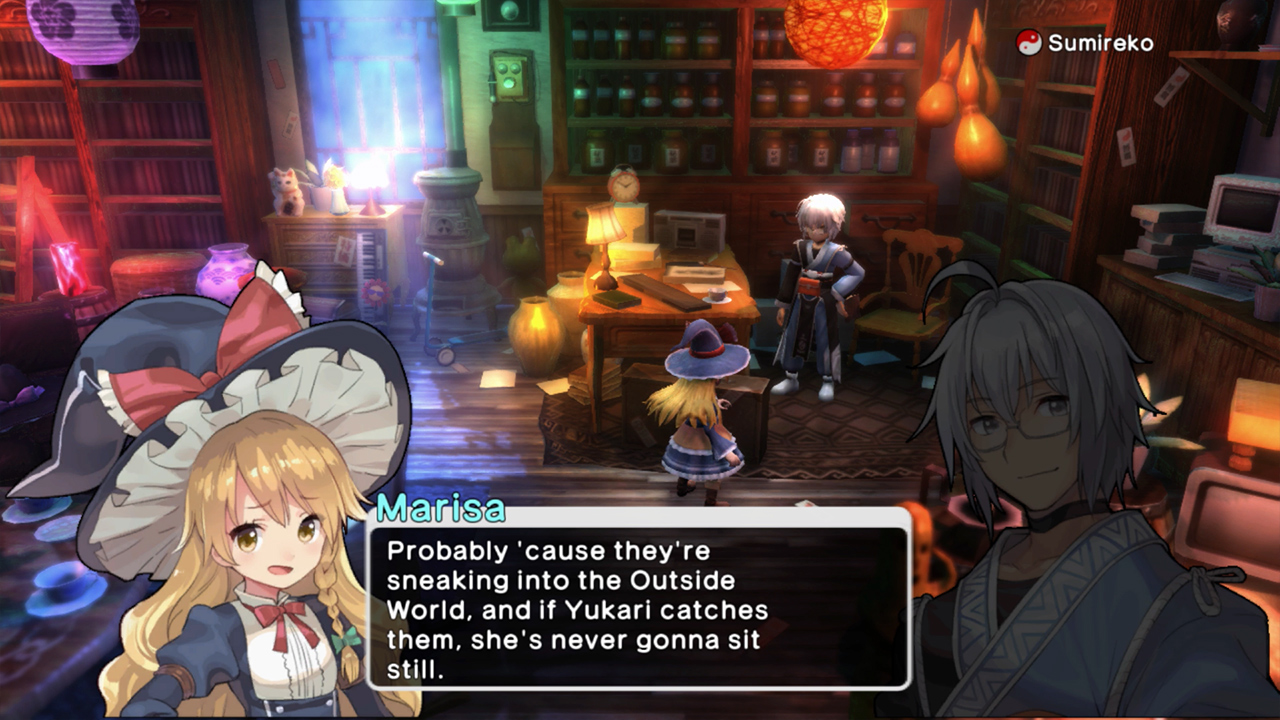 Sumireko
Marisa
Probably 'cause they're
sneaking into the Outside
World, and if Yukari catches
them, she's never gonna sit
still.